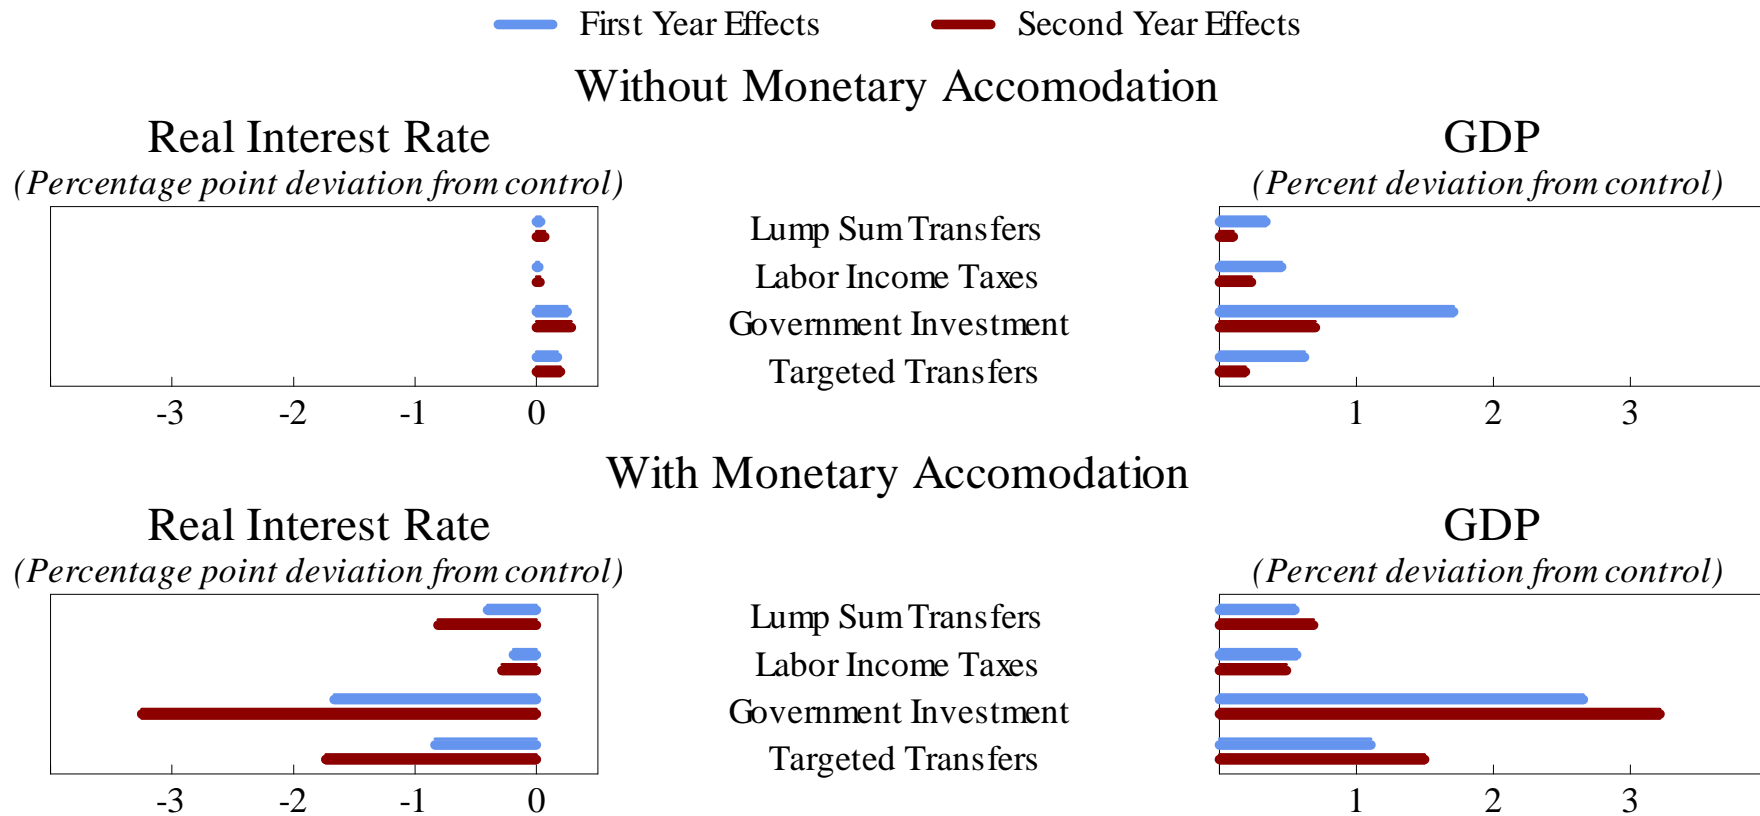 First Year Effects Second Year Effects
Without Monetary Accomodation
Real Interest Rate GDP
(Percentage point deviation from control) (Percent deviation from control)
Lump Sum Transfers
Labor Income Taxes
Government Investment
Targeted Transfers
-3 -2 -1 0 1 2 3
With Monetary Accomodation
Real Interest Rate GDP
(Percentage point deviation from control) (Percent deviation from control)
Lump Sum Transfers
Labor Income Taxes
Government Investment
Targeted Transfers
-3 -2 -1 0 1 2 3